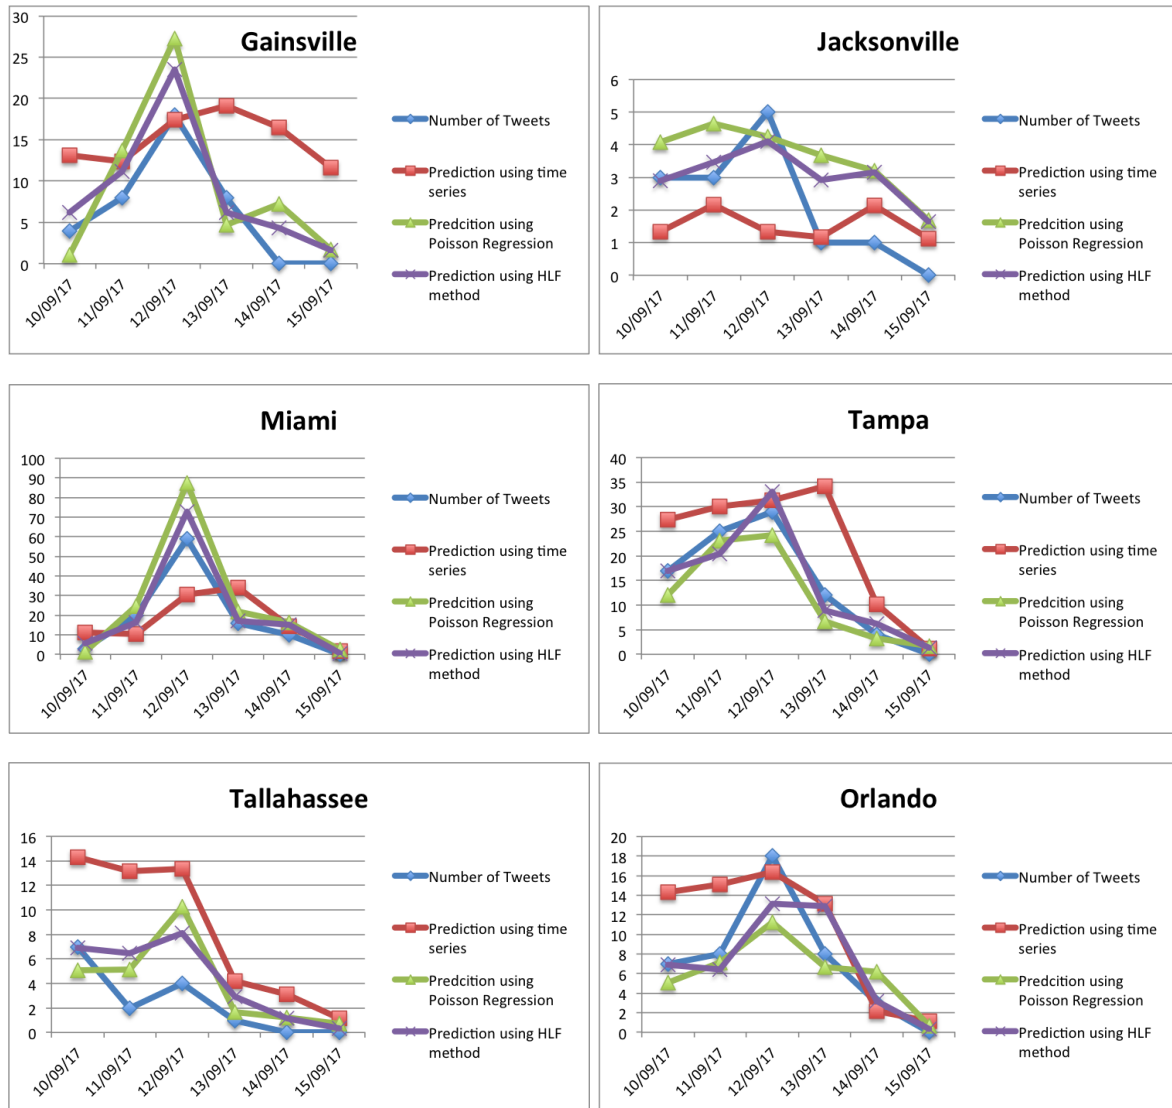 Gainsville
30
25
20
15
10
5
0
10/09/17
11/09/17
12/09/17
13/09/17
14/09/17
15/09/17
Number of Tweets
Prediction using time
series
Predcition using
Poisson Regression
Prediction using HLF
method
Jacksonville
6
5
4
3
2
1
0
10/09/17
11/09/17
12/09/17
13/09/17
14/09/17
15/09/17
Number of Tweets
Prediction using time
series
Predcition using
Poisson Regression
Prediction using HLF
method
Miami
100
90
80
70
60
50
40
30
20
10
0
10/09/17
11/09/17
12/09/17
13/09/17
14/09/17
15/09/17
Number of Tweets
Prediction using time
series
Predcition using
Poisson Regression
Prediction using HLF
method
Tampa
40
35
30
25
20
15
10
5
0
10/09/17
11/09/17
12/09/17
13/09/17
14/09/17
15/09/17
Number of Tweets
Prediction using time
series
Predcition using
Poisson Regression
Prediction using HLF
method
Tallahassee
16
14
12
10
8
6
4
2
0
10/09/17
11/09/17
12/09/17
13/09/17
14/09/17
15/09/17
Number of Tweets
Prediction using time
series
Predcition using
Poisson Regression
Prediction using HLF
method
Orlando
20
18
16
14
12
10
8
6
4
2
0
10/09/17
11/09/17
12/09/17
13/09/17
14/09/17
15/09/17
Number of Tweets
Prediction using time
series
Predcition using
Poisson Regression
Prediction using HLF
method